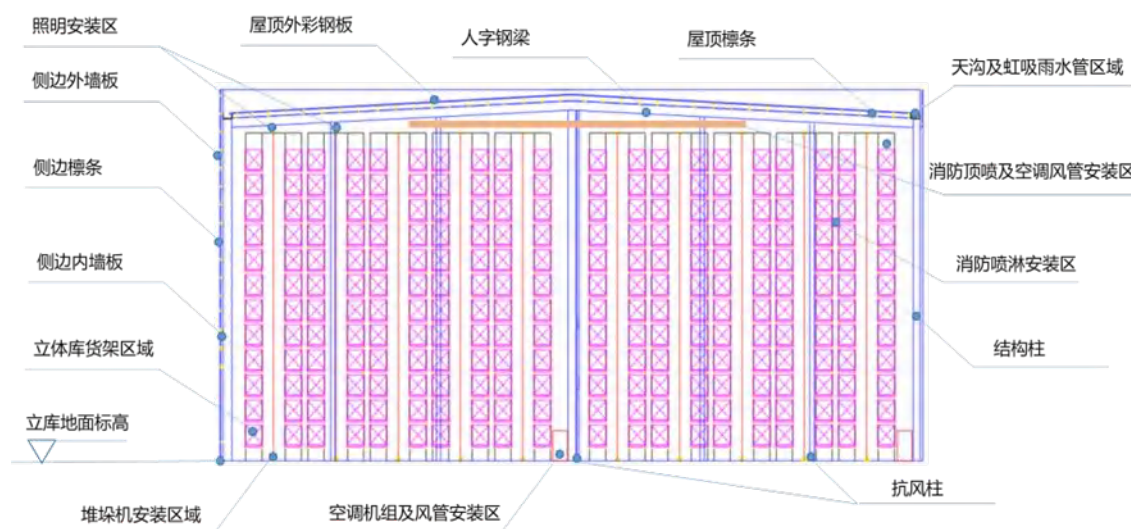 照明安装区
屋顶外彩钢板
人字钢梁
屋顶檩条
天沟及虹吸雨水管区域
侧边外墙板
侧边檩条
消防顶喷及空调风管安装区
侧边内墙板
消防喷淋安装区
立体库货架区域
结构柱
立库地面标高
堆垛机安装区域
空调机组及风管安装区
抗风柱